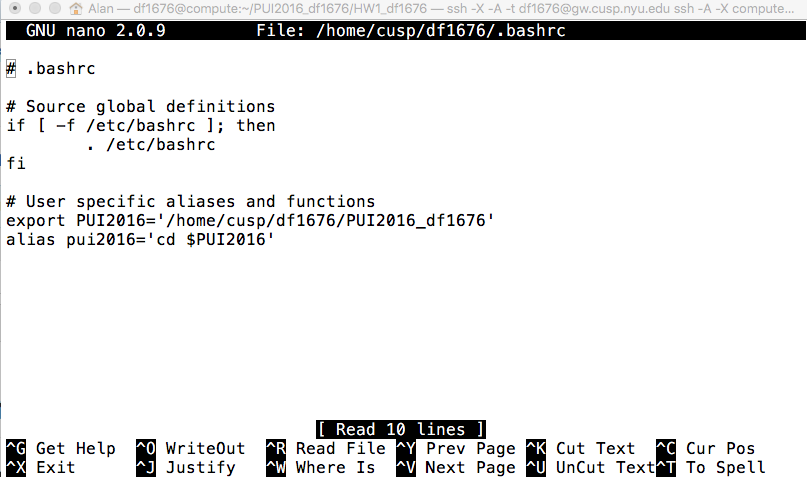 Alan — df1676@compute:~/PUI2016_df1676/HW1_df1676 — ssh -X -A -t df1676@gw.cusp.nyu.edu ssh -A -X compute...
GNU nano 2.0.9 File: /home/cusp/df1676/.bashrc
# .bashrc
# Source global definitions
if [ -f /etc/bashrc ]; then
. /etc/bashrc
fi
# User specific aliases and functions
export PUI2016='/home/cusp/df1676/PUI2016_df1676'
alias pui2016='cd $PUI2016'
[ Read 10 lines ]
^G Get Help ^O WriteOut ^R Read File ^Y Prev Page ^K Cut Text ^C Cur Pos
^X Exit ^J Justify ^W Where Is ^V Next Page ^U UnCut Text ^T To Spell